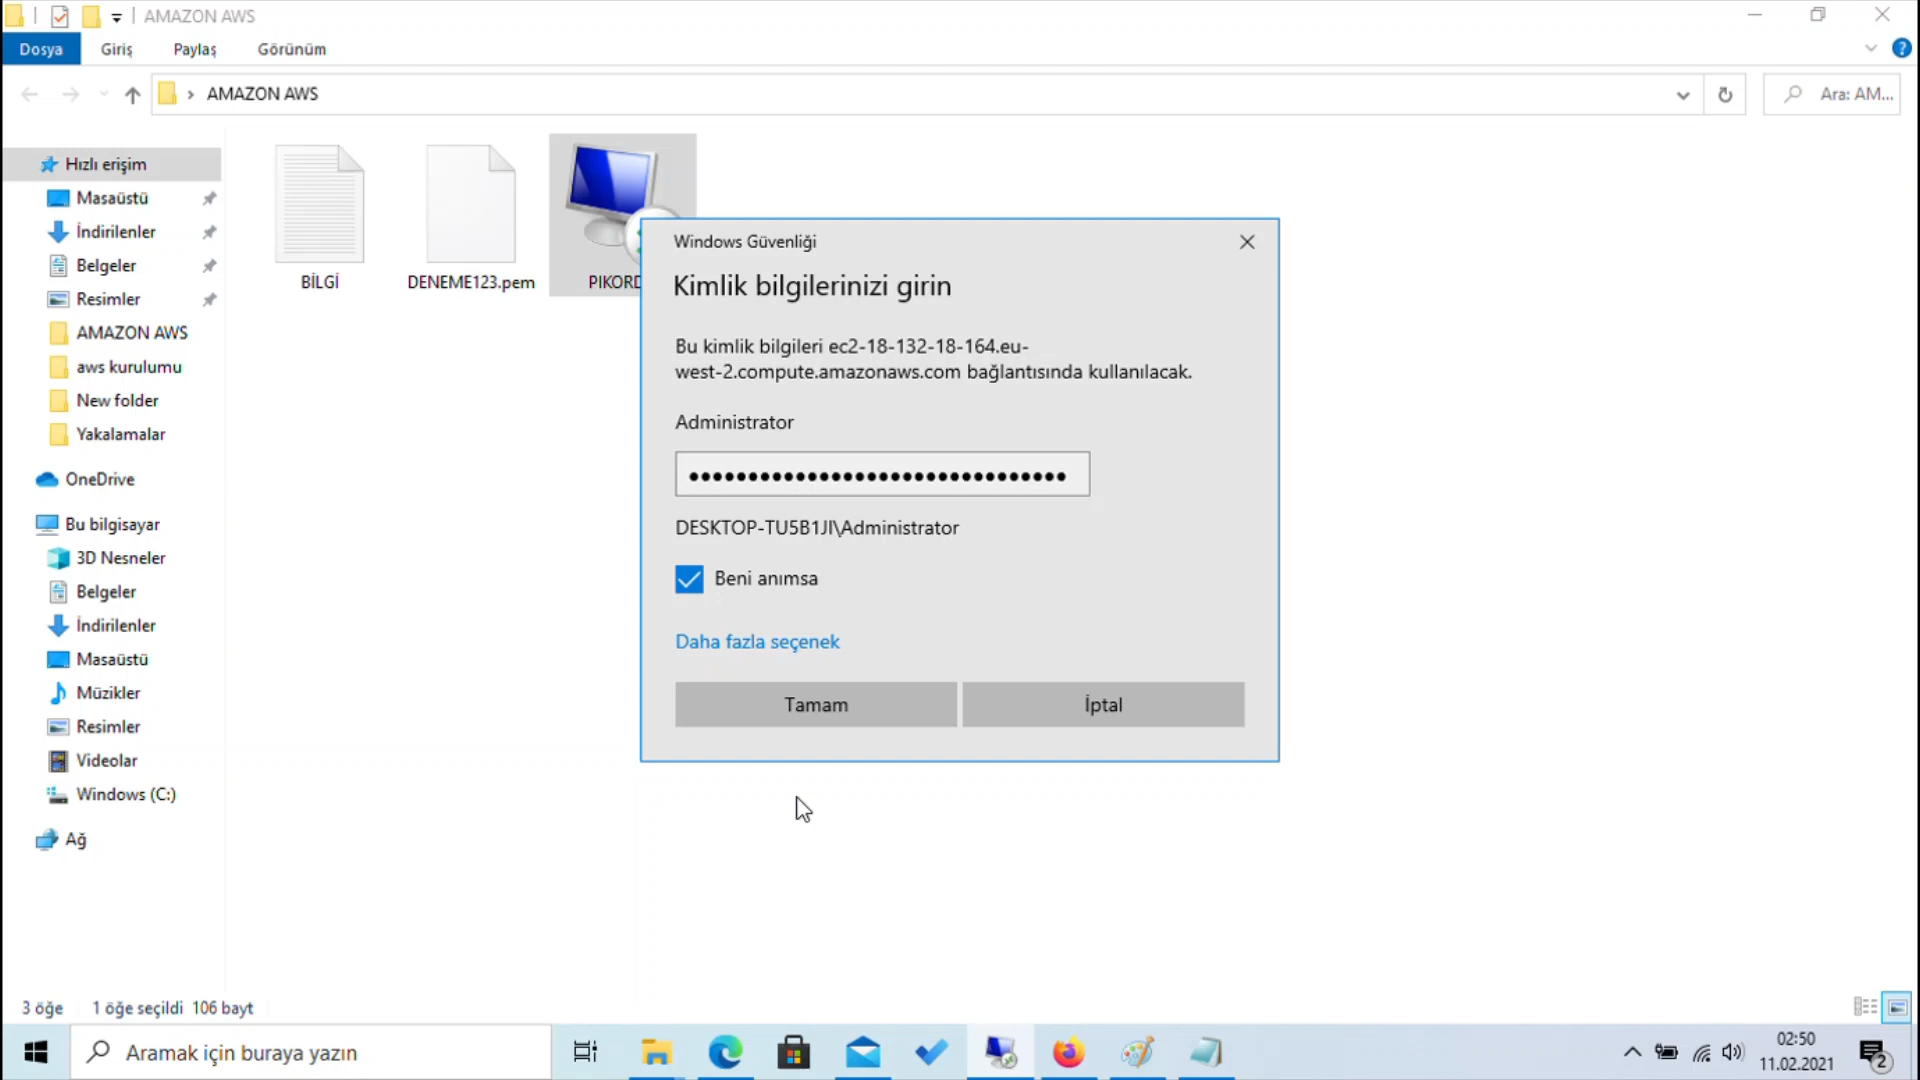 AMAZON AWS
Dosya Giriş Paylaş Görünüm
AMAZON AWS
Ara: AM...
Hızlı erişim
Masaüstü
İndirilenler
Belgeler
Resimler
AMAZON AWS
aws kurulumu
New folder
Yakalamalar
OneDrive
Bu bilgisayar
3D Nesneler
Belgeler
İndirilenler
Masaüstü
Müzikler
Resimler
Videolar
Windows (C:)
Ağ
BİLGİ
DENEME123.pem
PIKORD
Windows Güvenliği
Kimlik bilgilerinizi girin
Bu kimlik bilgileri ec2-18-132-18-164.eu-
west-2.compute.amazonaws.com bağlantısında kullanılacak.
Administrator
DESKTOP-TU5B1JI\Administrator
Beni anımsa
Daha fazla seçenek
Tamam
İptal
3 öğe 1 öğe seçildi 106 bayt
Aramak için buraya yazın
02:50
11.02.2021
2